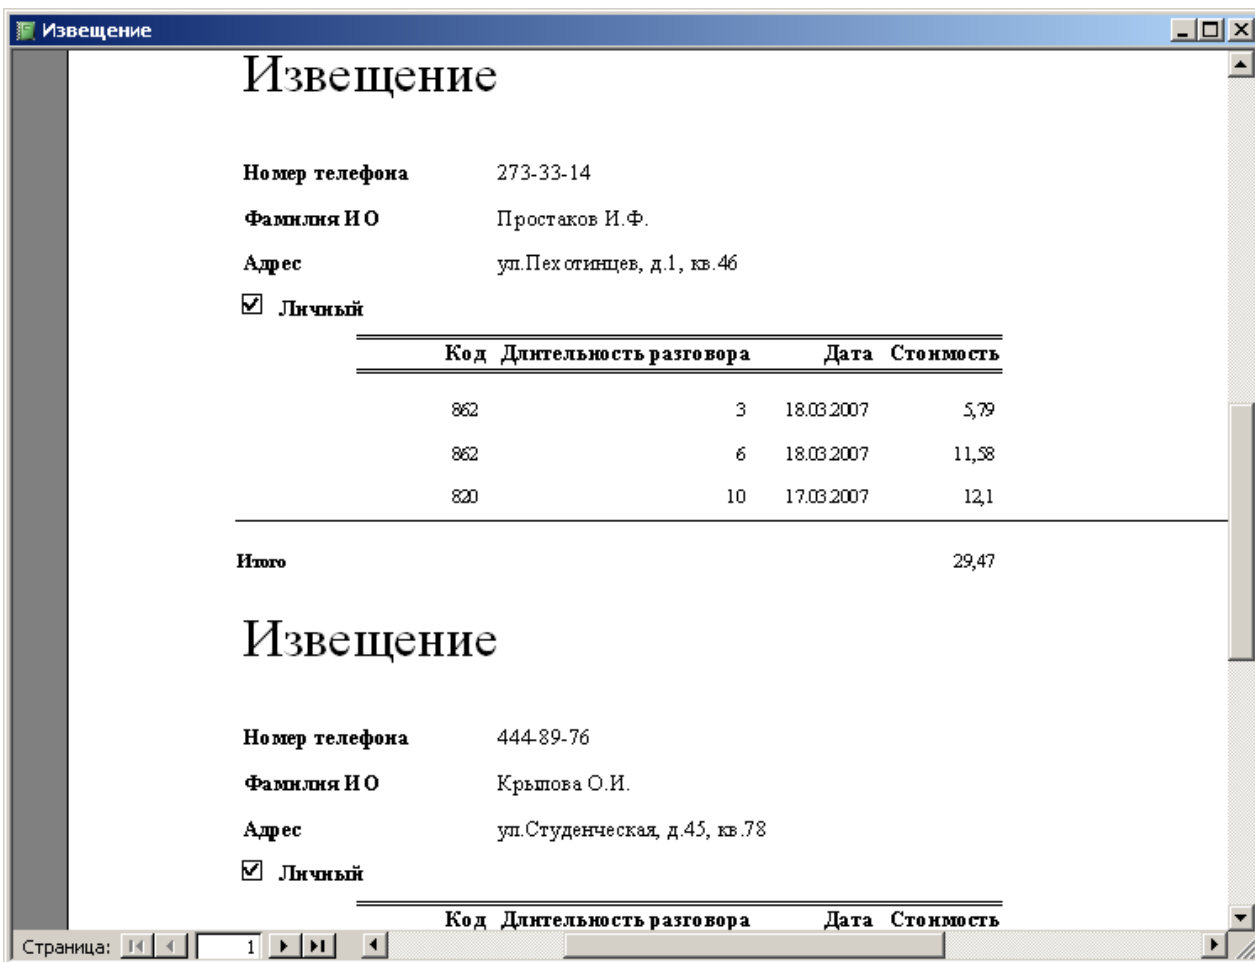 Извещение
Извещение
Номер телефона 273-33-14
Фамилия ИО Простаков И.Ф.
Адрес ул.Пехотинцев, д.1, кв.46
Личный
Код Длительность разговора Дата Стоимость
862 3 18.03.2007 5,79
862 6 18.03.2007 11,58
820 10 17.03.2007 12,1
Итого 29,47
Извещение
Номер телефона 444-89-76
Фамилия ИО Крылова О.И.
Адрес ул.Студенческая, д.45, кв.78
Личный
Код Длительность разговора Дата Стоимость
Страница: 1